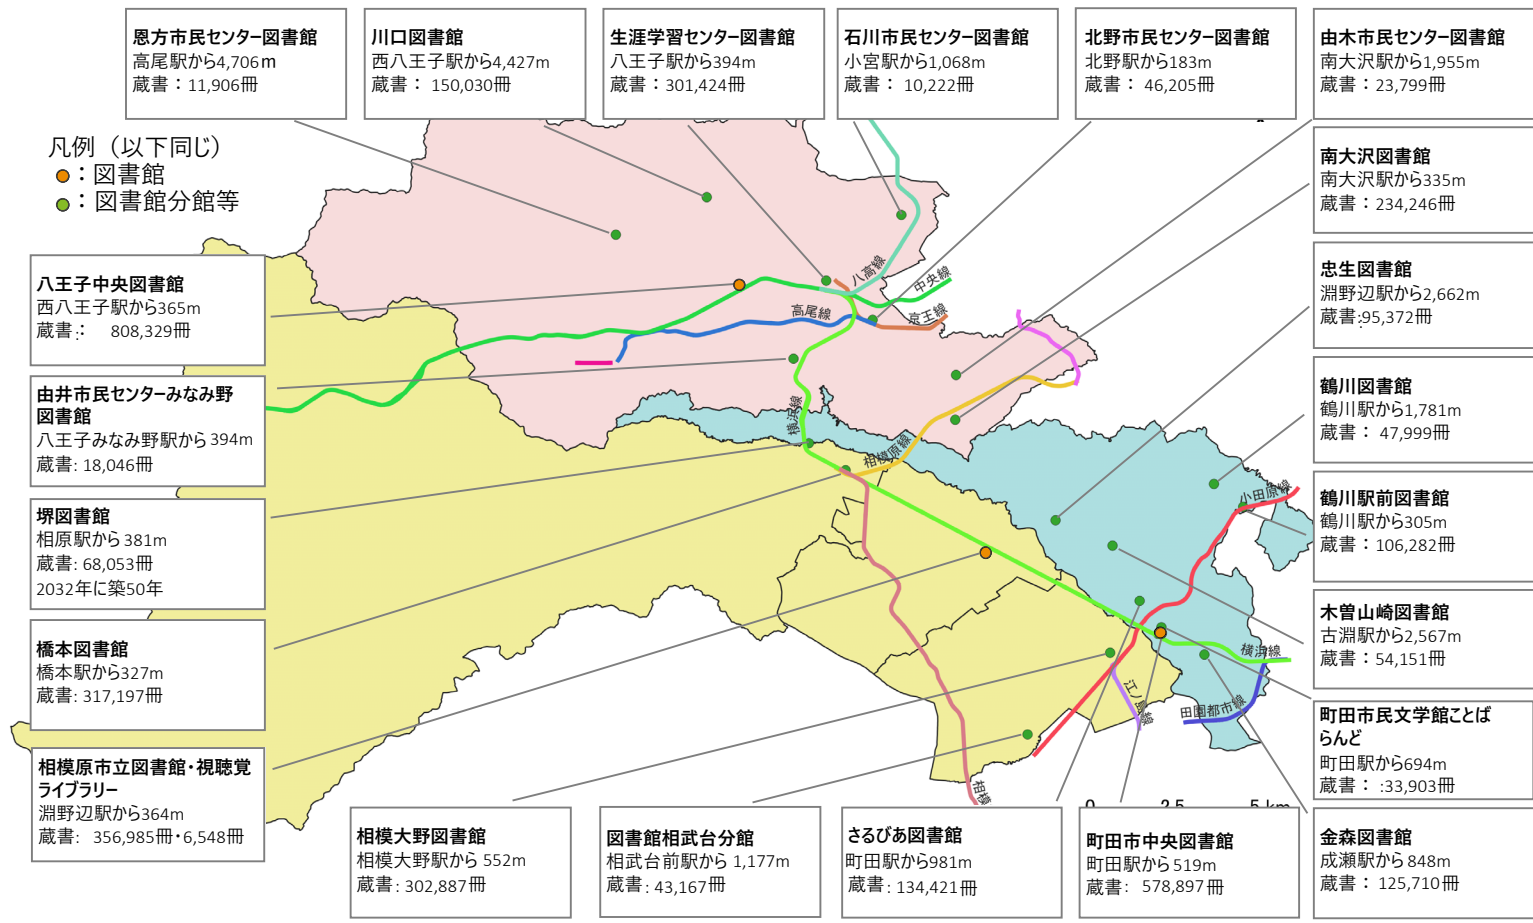 恩方市民センター図書館
高尾駅から4,706m
蔵書：11,906冊
川口図書館
西八王子駅から4,427m
蔵書： 150,030冊
生涯学習センター図書館
八王子駅から394m
蔵書：301,424冊
石川市民センター図書館
小宮駅から1,068m
蔵書： 10,222冊
北野市民センター図書館
北野駅から183m
蔵書： 46,205冊
由木市民センター図書館
南大沢駅から1,955m
蔵書：23,799冊
凡例（以下同じ）
：図書館
：図書館分館等
南大沢図書館
南大沢駅から335m
蔵書：234,246冊
八王子中央図書館
西八王子駅から365m
蔵書：: 808,329冊
忠生図書館
淵野辺駅から2,662m
蔵書:95,372冊
由井市民センターみなみ野
図書館
八王子みなみ野駅から394m
蔵書: 18,046冊
鶴川図書館
鶴川駅から1,781m
蔵書： 47,999冊
堺図書館
相原駅から381m
蔵書: 68,053冊
2032年に築50年
鶴川駅前図書館
鶴川駅から305m
蔵書：106,282冊
橋本図書館
橋本駅から327m
蔵書: 317,197冊
木曽山崎図書館
古淵駅から2,567m
蔵書：54,151冊
相模原市立図書館・視聴覚
ライブラリー
淵野辺駅から364m
蔵書: 356,985冊・6,548冊
町田市民文学館ことば
らんど
町田駅から694m
蔵書： :33,903冊
相模大野図書館
相模大野駅から 552m
蔵書: 302,887冊
図書館相武台分館
相武台前駅から 1,177m
蔵書: 43,167冊
さるびあ図書館
町田駅から981m
蔵書: 134,421冊
町田市中央図書館
町田駅から519m
蔵書: 578,897冊
金森図書館
成瀬駅から848m
蔵書： 125,710冊
八高線
中央線
高尾線
京王線
横浜線
相模原線
小田原線
横浜線
江ノ島線
田園都市線
相模
0 2.5 5 km